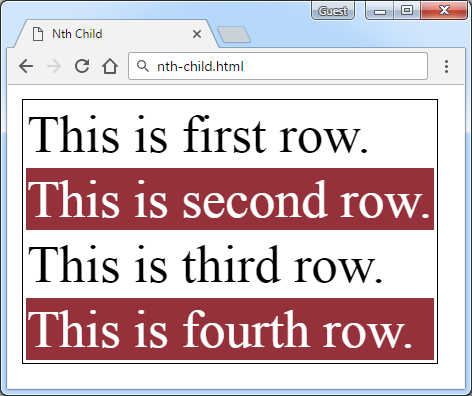 Guest
Nth Child
nth-child.html
This is first row.
This is second row.
This is third row.
This is fourth row.